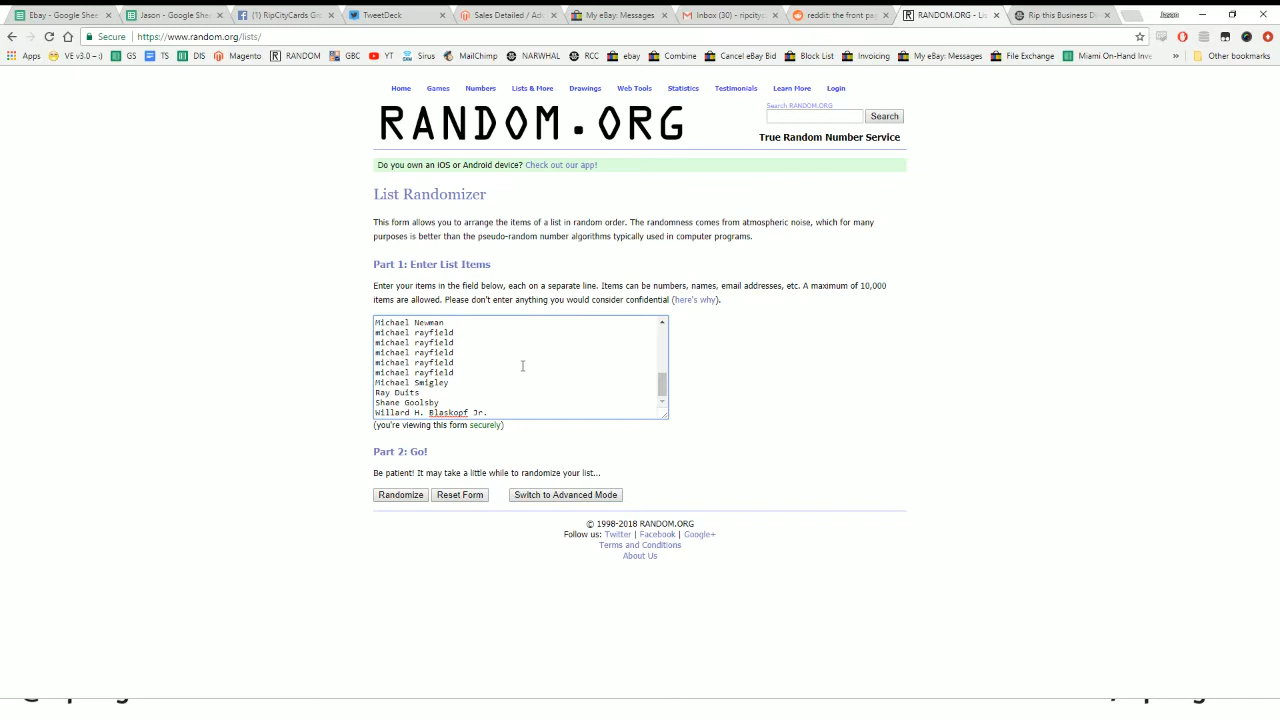 Ebay - Google Shee
Jason - Google Shee
(1) RipCityCards Gr
TweetDeck
Sales Detailed / Ad
My eBay: Messages
Inbox (30) - ripcityc
reddit: the front pa
RANDOM.ORG - Lis
Rip this Business D
Jason
Secure
https://www.random.org/lists/
Apps
VE v3.0 -- :)
GS
TS
DIS
Magento
RANDOM
GBC
YT
Sirus
MailChimp
NARWHAL
RCC
ebay
Combine
Cancel eBay Bid
Block List
Invoicing
My eBay: Messages
File Exchange
Miami On-Hand Inve
»
Other bookmarks
Home
Games
Numbers
Lists & More
Drawings
Web Tools
Statistics
Testimonials
Learn More
Login
RANDOM.ORG
Search RANDOM.ORG
Search
True Random Number Service
Do you own an iOS or Android device? Check out our app!
List Randomizer
This form allows you to arrange the items of a list in random order. The randomness comes from atmospheric noise, which for many
purposes is better than the pseudo-random number algorithms typically used in computer programs.
Part 1: Enter List Items
Enter your items in the field below, each on a separate line. Items can be numbers, names, email addresses, etc. A maximum of 10,000
items are allowed. Please don't enter anything you would consider confidential (here's why).
Michael Newman
michael rayfield
michael rayfield
michael rayfield
michael rayfield
michael rayfield
Michael Smigley
Ray Duits
Shane Goolsby
Willard H. Blaskopf Jr.
(you're viewing this form securely)
Part 2: Go!
Be patient! It may take a little while to randomize your list...
Randomize
Reset Form
Switch to Advanced Mode
© 1998-2018 RANDOM.ORG
Follow us: Twitter | Facebook | Google+
Terms and Conditions
About Us